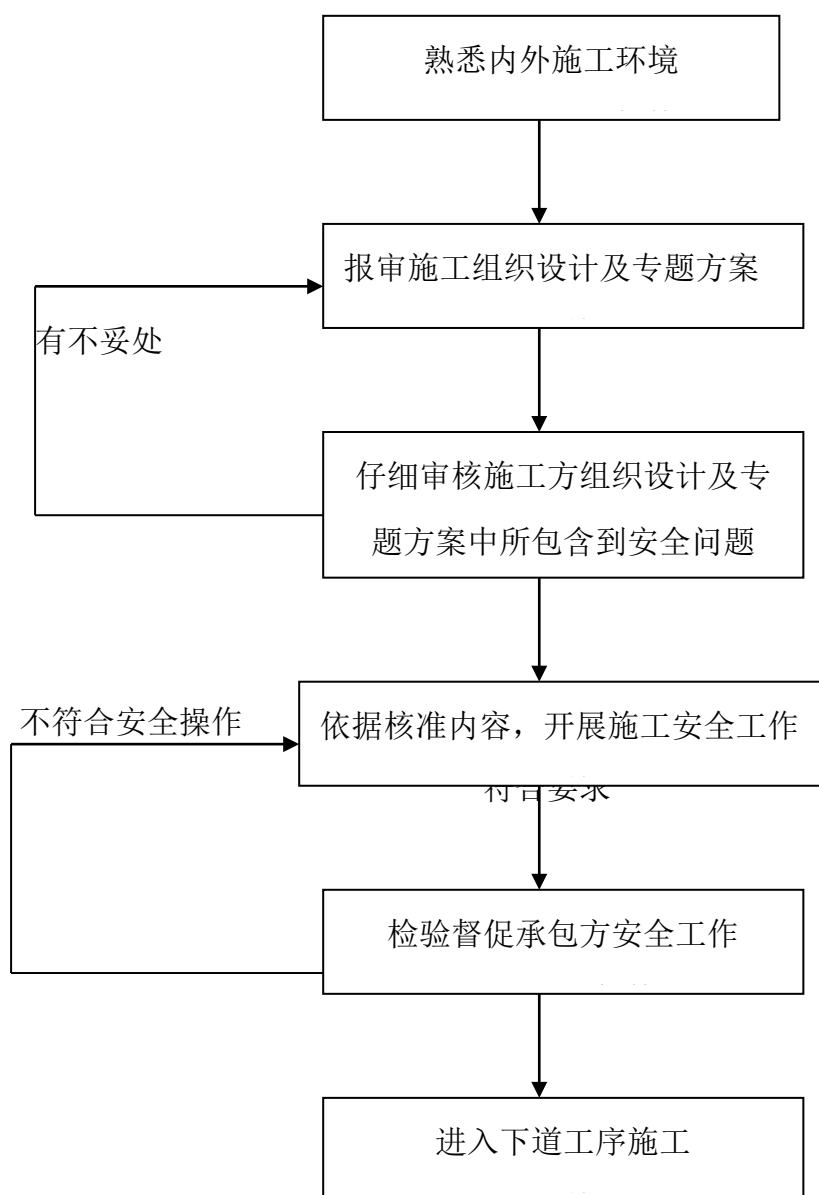 熟悉内外施工环境
报审施工组织设计及专题方案
有不妥处
仔细审核施工方组织设计及专
题方案中所包含到安全问题
不符合安全操作
依据核准内容，开展施工安全工作
符合要求
检验督促承包方安全工作
进入下道工序施工